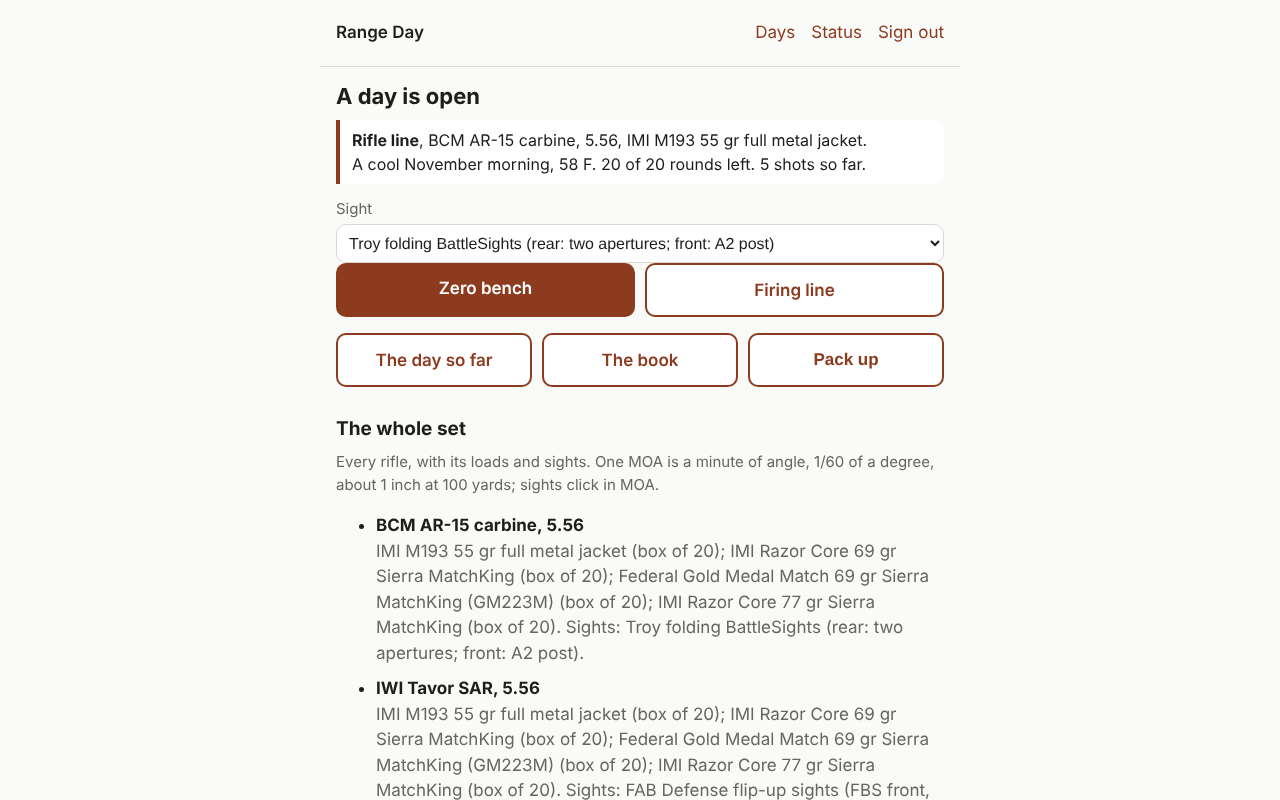 Range Day
Days Status Sign out
A day is open
Rifle line, BCM AR-15 carbine, 5.56, IMI M193 55 gr full metal jacket.
A cool November morning, 58 F. 20 of 20 rounds left. 5 shots so far.
Sight
Troy folding BattleSights (rear: two apertures; front: A2 post)
Zero bench
Firing line
The day so far
The book
Pack up
The whole set
Every rifle, with its loads and sights. One MOA is a minute of angle, 1/60 of a degree,
about 1 inch at 100 yards; sights click in MOA.
BCM AR-15 carbine, 5.56
IMI M193 55 gr full metal jacket (box of 20); IMI Razor Core 69 gr
Sierra MatchKing (box of 20); Federal Gold Medal Match 69 gr Sierra
MatchKing (GM223M) (box of 20); IMI Razor Core 77 gr Sierra
MatchKing (box of 20). Sights: Troy folding BattleSights (rear: two
apertures; front: A2 post).
IWI Tavor SAR, 5.56
IMI M193 55 gr full metal jacket (box of 20); IMI Razor Core 69 gr
Sierra MatchKing (box of 20); Federal Gold Medal Match 69 gr Sierra
MatchKing (GM223M) (box of 20); IMI Razor Core 77 gr Sierra
MatchKing (box of 20). Sights: FAB Defense flip-up sights (FBS front,